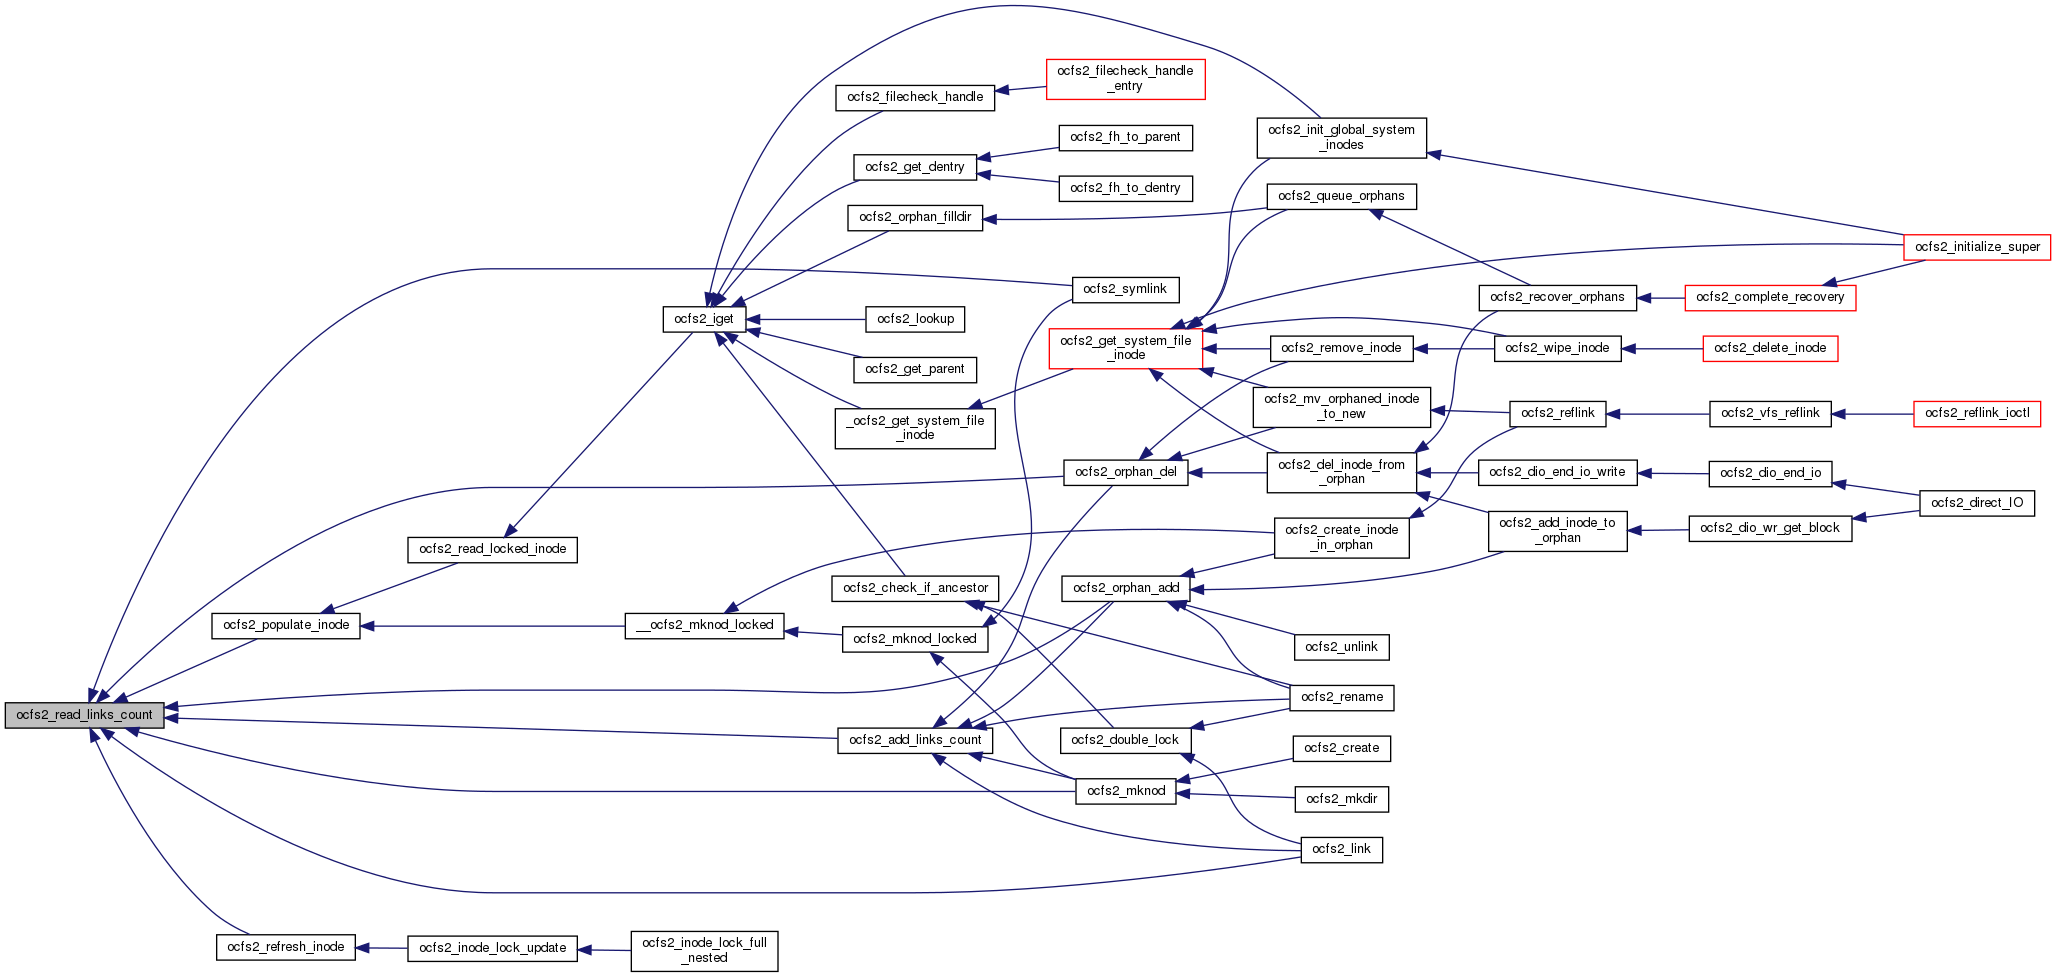 ocfs2_filecheck_handle
_entry
ocfs2_filecheck_handle
ocfs2_fh_to_parent
ocfs2_init_global_system
_inodes
ocfs2_get_dentry
ocfs2_fh_to_dentry
ocfs2_queue_orphans
ocfs2_orphan_filldir
ocfs2_initialize_super
ocfs2_symlink
ocfs2_recover_orphans
ocfs2_complete_recovery
ocfs2_iget
ocfs2_lookup
ocfs2_get_system_file
_inode
ocfs2_remove_inode
ocfs2_wipe_inode
ocfs2_delete_inode
ocfs2_get_parent
ocfs2_mv_orphaned_inode
_to_new
ocfs2_reflink
ocfs2_vfs_reflink
ocfs2_reflink_ioctl
_ocfs2_get_system_file
_inode
ocfs2_orphan_del
ocfs2_del_inode_from
_orphan
ocfs2_dio_end_io_write
ocfs2_dio_end_io
ocfs2_direct_IO
ocfs2_create_inode
_in_orphan
ocfs2_add_inode_to
_orphan
ocfs2_dio_wr_get_block
ocfs2_read_locked_inode
ocfs2_check_if_ancestor
ocfs2_orphan_add
ocfs2_populate_inode
__ocfs2_mknod_locked
ocfs2_mknod_locked
ocfs2_unlink
ocfs2_rename
ocfs2_read_links_count
ocfs2_add_links_count
ocfs2_double_lock
ocfs2_create
ocfs2_mknod
ocfs2_mkdir
ocfs2_link
ocfs2_refresh_inode
ocfs2_inode_lock_update
ocfs2_inode_lock_full
_nested